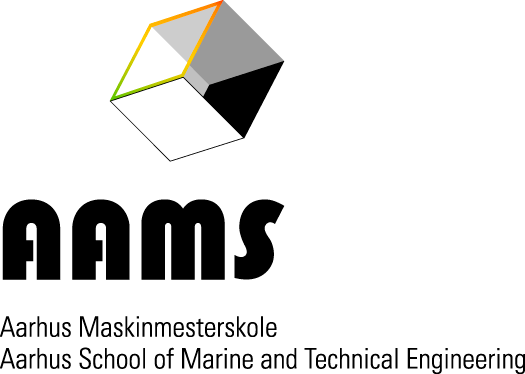 AAMS
Aarhus Maskinmesterskole
Aarhus School of Marine and Technical Engineering